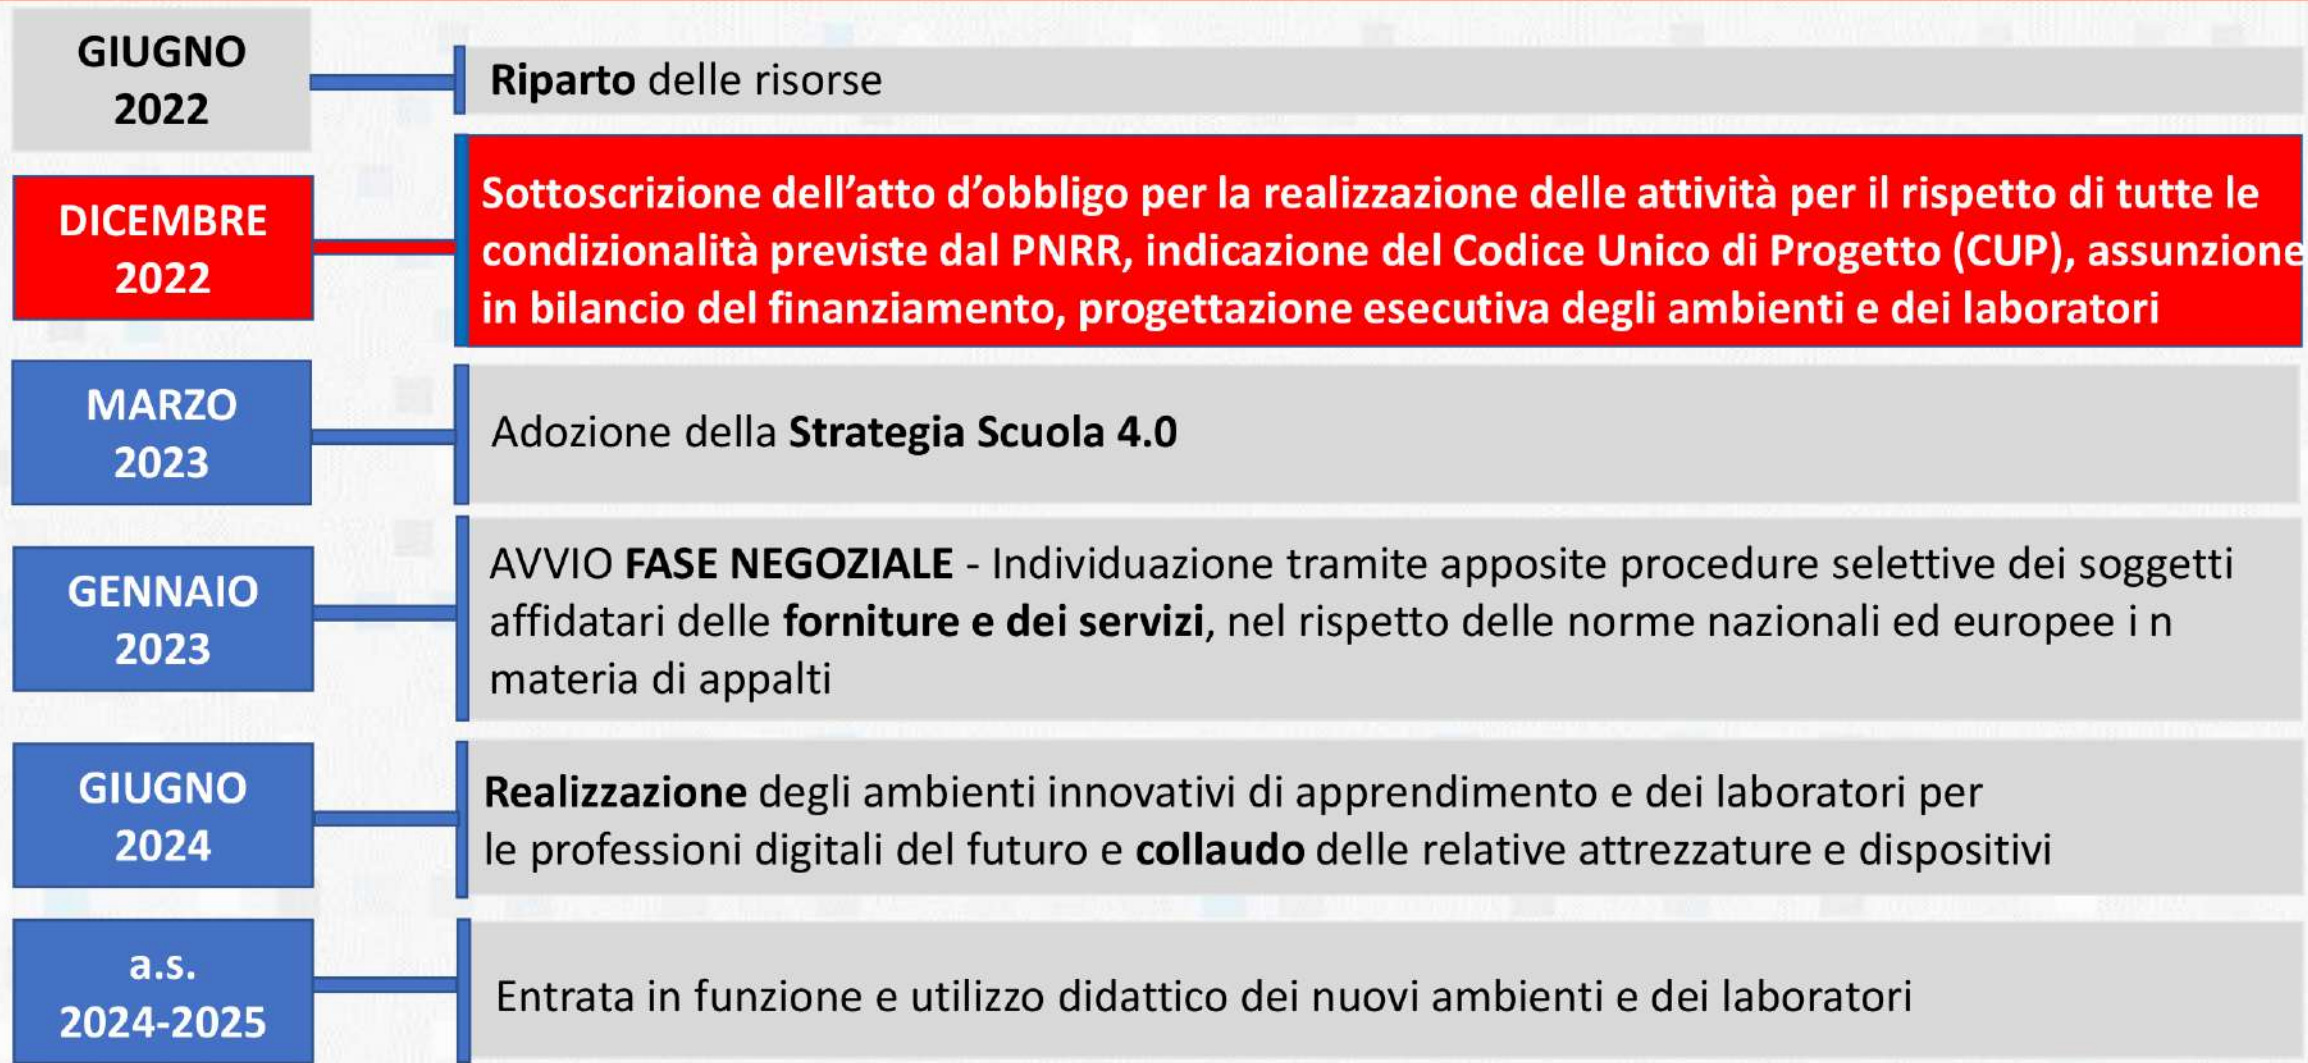 GIUGNO
2022
Riparto delle risorse
DICEMBRE
2022
Sottoscrizione dell’atto d’obbligo per la realizzazione delle attività per il rispetto di tutte le
condizionalità previste dal PNRR, indicazione del Codice Unico di Progetto (CUP), assunzione
in bilancio del finanziamento, progettazione esecutiva degli ambienti e dei laboratori
MARZO
2023
Adozione della Strategia Scuola 4.0
GENNAIO
2023
AVVIO FASE NEGOZIALE - Individuazione tramite apposite procedure selettive dei soggetti
affidatari delle forniture e dei servizi, nel rispetto delle norme nazionali ed europee i n
materia di appalti
GIUGNO
2024
Realizzazione degli ambienti innovativi di apprendimento e dei laboratori per
le professioni digitali del futuro e collaudo delle relative attrezzature e dispositivi
a.s.
2024-2025
Entrata in funzione e utilizzo didattico dei nuovi ambienti e dei laboratori